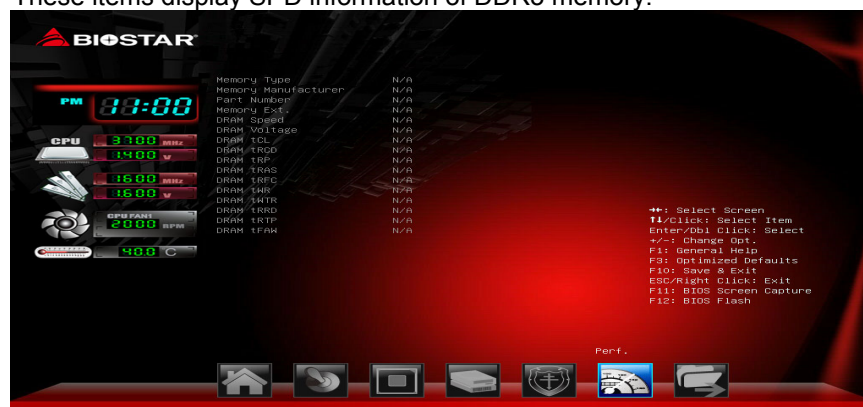 These items display SPD information of DDR3 memory.
BIOSTAR
PM 11:00
CPU 3700 MHz
1.400 V
1600 MHz
1.600 V
CPU FAN1
2000 RPM
40.0 C
Memory Type N/A
Memory Manufacturer N/A
Part Number N/A
Memory Ext. N/A
DRAM Speed N/A
DRAM Voltage N/A
DRAM tCL N/A
DRAM tRCD N/A
DRAM tRP N/A
DRAM tRAS N/A
DRAM tRFC N/A
DRAM tWR N/A
DRAM tWTR N/A
DRAM tRRD N/A
DRAM tRTP N/A
DRAM tFAW N/A
→←: Select Screen
↑↓/Click: Select Item
Enter/Dbl Click: Select
+/-: Change Opt.
F1: General Help
F3: Optimized Defaults
F10: Save & Exit
ESC/Right Click: Exit
F11: BIOS Screen Capture
F12: BIOS Flash
Perf.